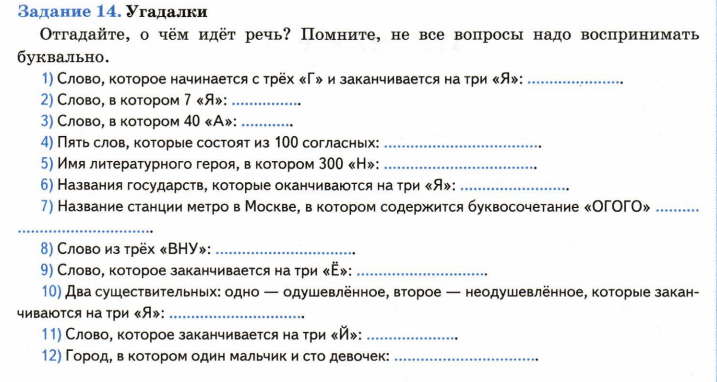 Задание 14. Угадалки
Отгадайте, о чём идёт речь? Помните, не все вопросы надо воспринимать
буквально.
1) Слово, которое начинается с трёх «Г» и заканчивается на три «Я»: ......................
2) Слово, в котором 7 «Я»: ................
3) Слово, в котором 40 «А»: ............
4) Пять слов, которые состоят из 100 согласных: .....................................
5) Имя литературного героя, в котором 300 «Н»: ....................................
6) Названия государств, которые оканчиваются на три «Я»: ..........................
7) Название станции метро в Москве, в котором содержится буквосочетание «ОГОГО» ..........
................................
8) Слово из трёх «ВНУ»: .................................
9) Слово, которое заканчивается на три «Ё»: ...............................
10) Два существительных: одно — одушевлённое, второе — неодушевлённое, которые закан-
чиваются на три «Я»: ................................
11) Слово, которое заканчивается на три «Й»: ......................
12) Город, в котором один мальчик и сто девочек: ..................................